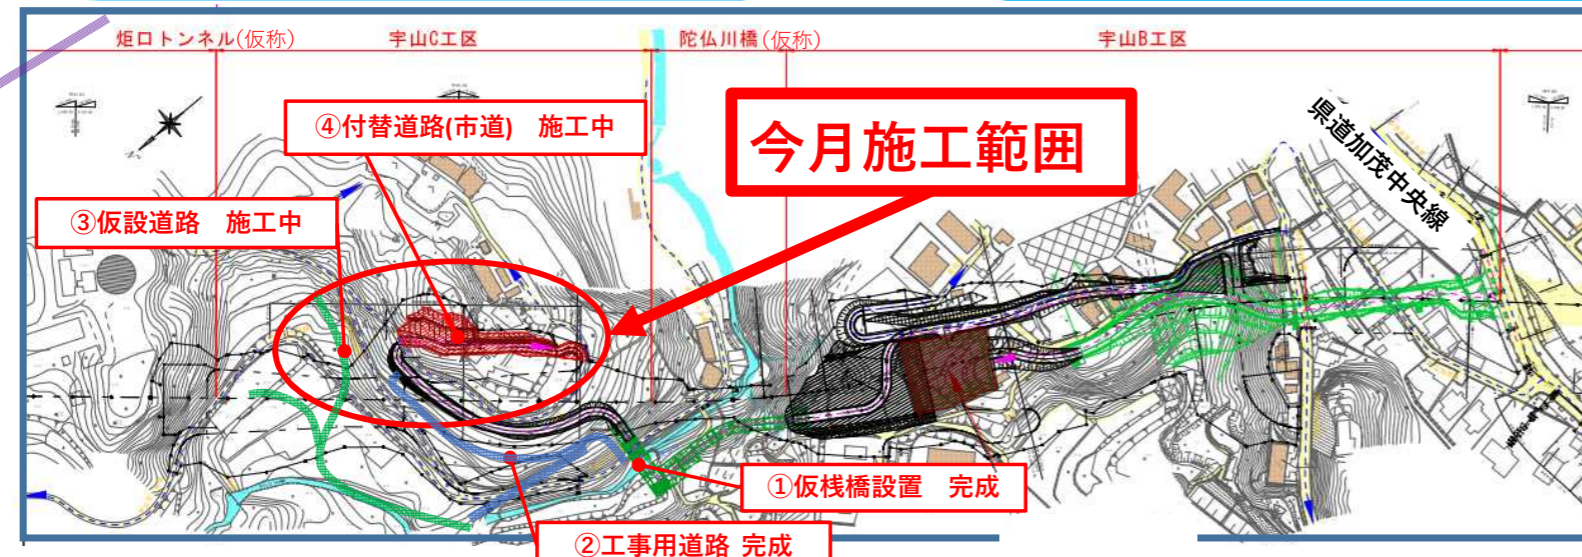 炬口トンネル(仮称)
宇山C工区
陀仏川橋(仮称)
宇山B工区
④付替道路(市道) 施工中
今月施工範囲
県道加茂中央線
③仮設道路 施工中
①仮桟橋設置 完成
②工事用道路 完成